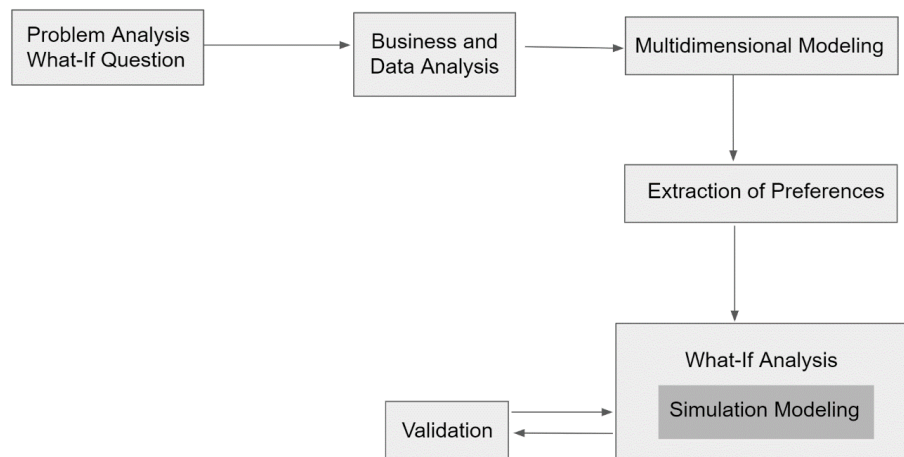 Problem Analysis
What-If Question
Business and
Data Analysis
Multidimensional Modeling
Extraction of Preferences
What-If Analysis
Simulation Modeling
Validation